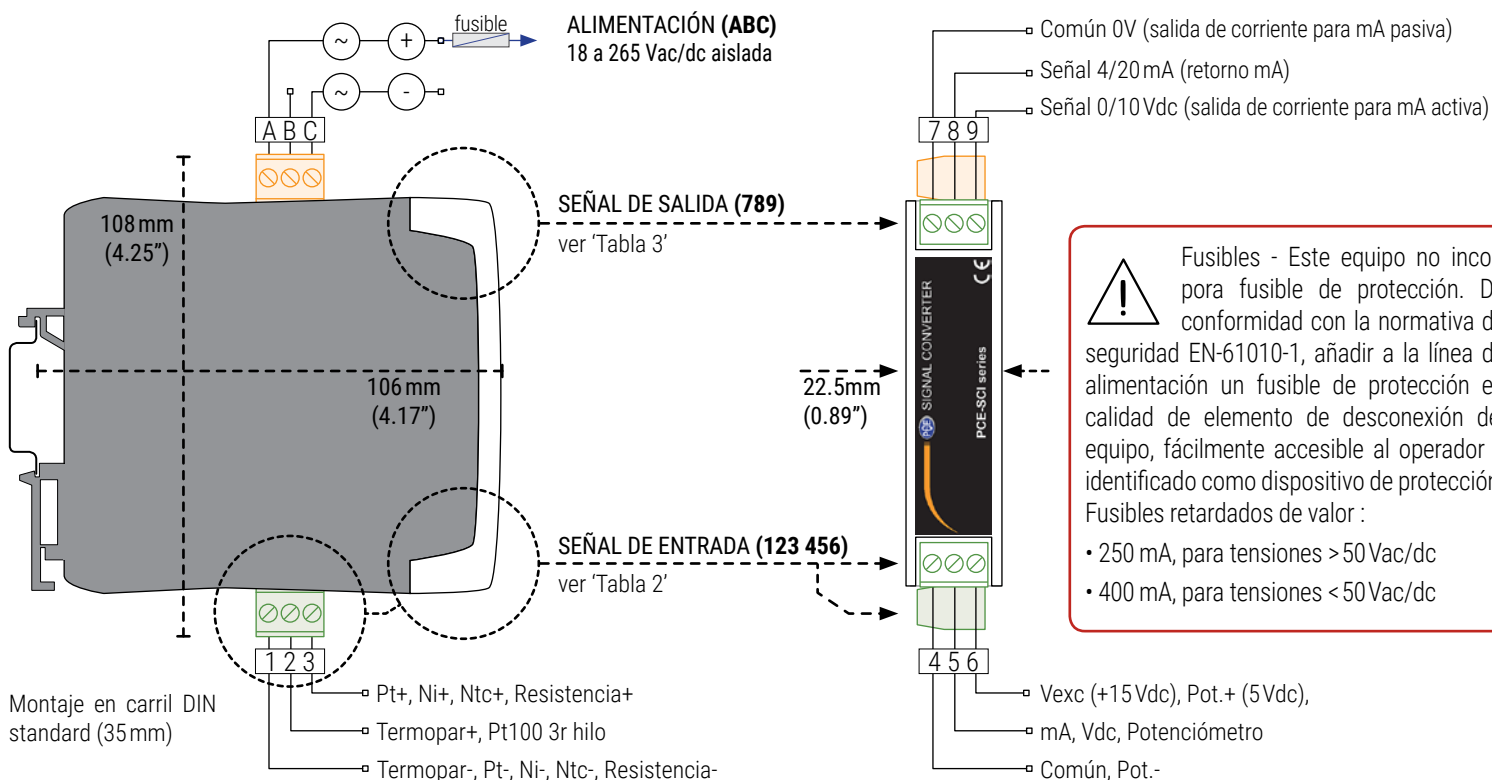 fusible
~ +
~ -
ALIMENTACIÓN (ABC)
18 a 265 Vac/dc aislada
A B C
108 mm
(4.25”)
106 mm
(4.17”)
SEÑAL DE SALIDA (789)
ver ‘Tabla 3’
SEÑAL DE ENTRADA (123 456)
ver ‘Tabla 2’
1 2 3
Pt+, Ni+, Ntc+, Resistencia+
Termopar+, Pt100 3r hilo
Termopar-, Pt-, Ni-, Ntc-, Resistencia-
Montaje en carril DIN
standard (35 mm)
Común 0V (salida de corriente para mA pasiva)
Señal 4/20 mA (retorno mA)
Señal 0/10 Vdc (salida de corriente para mA activa)
7 8 9
CE
PCE SIGNAL CONVERTER
PCE-SCI series
22.5mm
(0.89”)
4 5 6
Vexc (+15 Vdc), Pot.+ (5 Vdc),
mA, Vdc, Potenciómetro
Común, Pot.-
!
Fusibles - Este equipo no incor
pora fusible de protección. D
conformidad con la normativa d
seguridad EN-61010-1, añadir a la línea d
alimentación un fusible de protección e
calidad de elemento de desconexión de
equipo, fácilmente accesible al operador
identificado como dispositivo de protección
Fusibles retardados de valor :
• 250 mA, para tensiones > 50 Vac/dc
• 400 mA, para tensiones < 50 Vac/dc